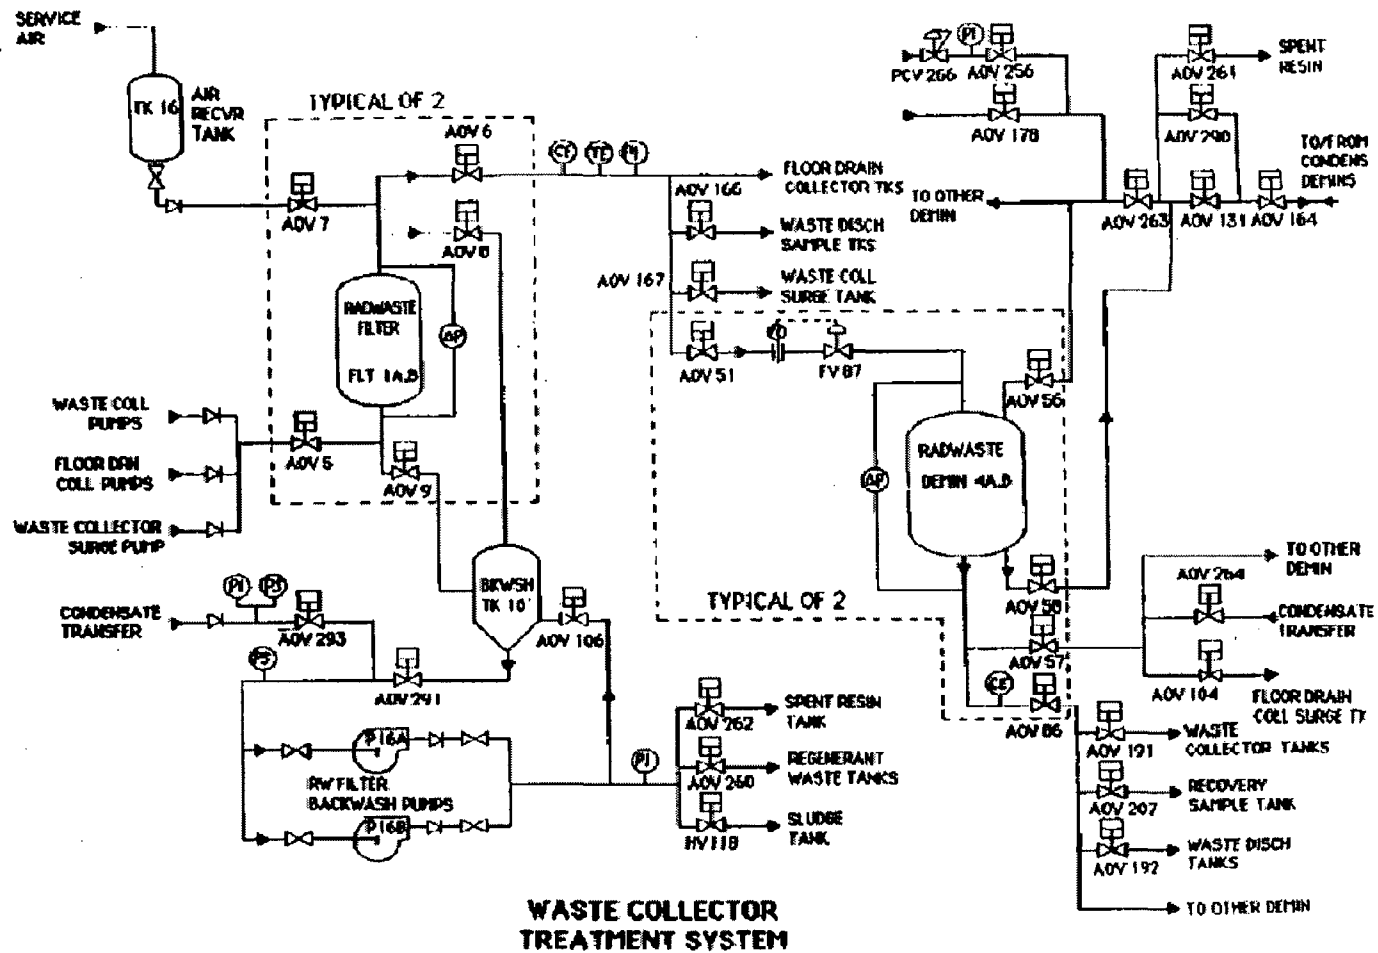 SERVICE
AIR
TK 16
AIR
RECVR
TANK
TYPICAL OF 2
AOV 6
AOV 7
AOV 8
RADWASTE
FILTER
FLT 1A,B
ΔP
WASTE COLL
PUMPS
FLOOR DRN
COLL PUMPS
WASTE COLLECTOR
SURGE PUMP
AOV 5
AOV 9
CE
TE
PI
AOV 166
FLOOR DRAIN
COLLECTOR TKS
WASTE DISCH
SAMPLE TKS
AOV 167
WASTE COLL
SURGE TANK
AOV 51
FV 87
PCV 266
PI
AOV 256
AOV 178
AOV 261
SPENT
RESIN
AOV 290
TO/FROM
CONDENS
DEMINS
TO OTHER
DEMIN
AOV 263
AOV 131
AOV 164
AOV 56
RADWASTE
DEMIN 4A,B
ΔP
TYPICAL OF 2
AOV 58
AOV 57
CE
AOV 86
TO OTHER
DEMIN
AOV 264
CONDENSATE
TRANSFER
AOV 104
FLOOR DRAIN
COLL SURGE TK
AOV 191
WASTE
COLLECTOR TANKS
AOV 207
RECOVERY
SAMPLE TANK
AOV 192
WASTE DISCH
TANKS
TO OTHER DEMIN
BKWSH
TK 10
AOV 106
PI
PS
CONDENSATE
TRANSFER
AOV 293
PS
AOV 291
P16A
RW FILTER
BACKWASH PUMPS
P16B
PI
AOV 262
SPENT RESIN
TANK
AOV 260
REGENERANT
WASTE TANKS
HV 118
SLUDGE
TANK
WASTE COLLECTOR
TREATMENT SYSTEM